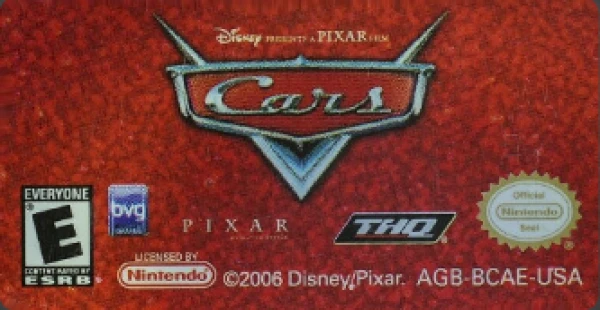 Disney PRESENTS A PIXAR FILM
Cars
EVERYONE
E
CONTENT RATED BY
ESRB
bvg
GAMES
PIXAR
THQ
Official
Nintendo
Seal
LICENSED BY
Nintendo
©2006 Disney/Pixar. AGB-BCAE-USA